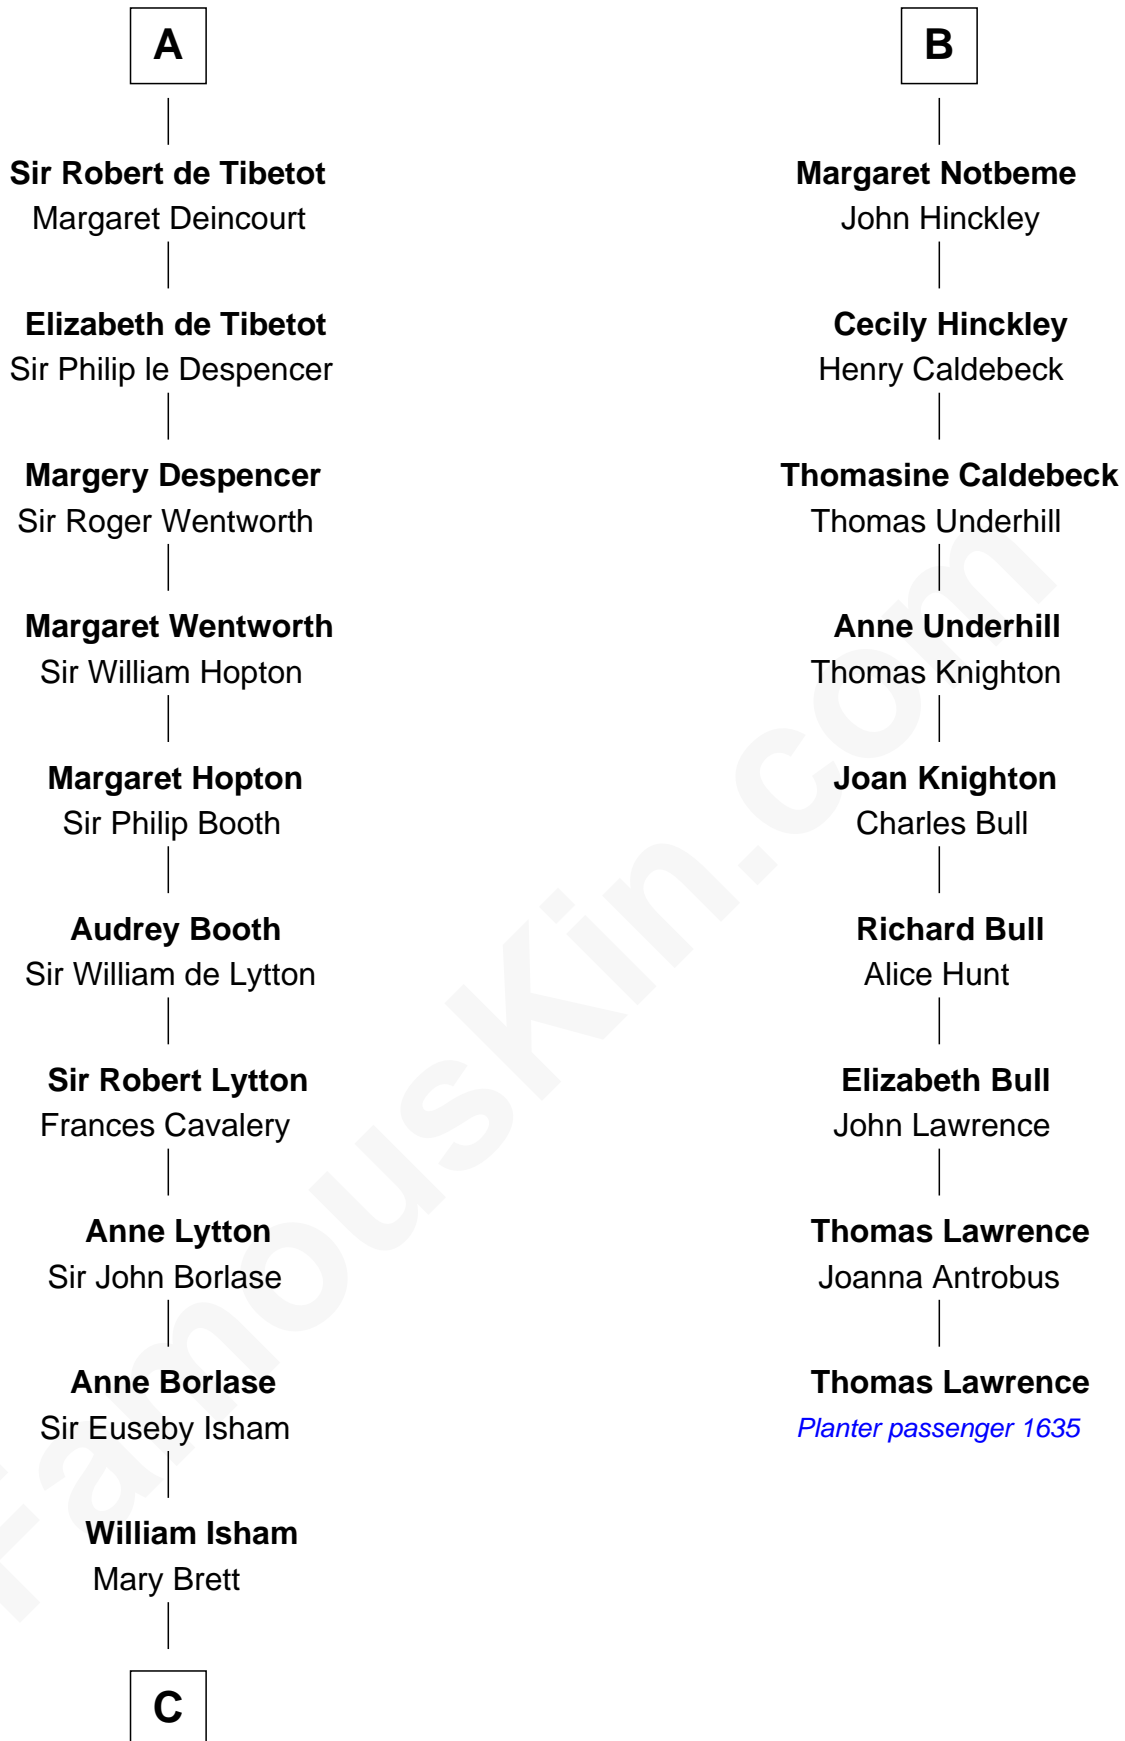 A
Sir Robert de Tibetot
Margaret Deincourt
Elizabeth de Tibetot
Sir Philip le Despencer
Margery Despencer
Sir Roger Wentworth
Margaret Wentworth
Sir William Hopton
Margaret Hopton
Sir Philip Booth
Audrey Booth
Sir William de Lytton
Sir Robert Lytton
Frances Cavalery
Anne Lytton
Sir John Borlase
Anne Borlase
Sir Euseby Isham
William Isham
Mary Brett
C
B
Margaret Notbeme
John Hinckley
Cecily Hinckley
Henry Caldebeck
Thomasine Caldebeck
Thomas Underhill
Anne Underhill
Thomas Knighton
Joan Knighton
Charles Bull
Richard Bull
Alice Hunt
Elizabeth Bull
John Lawrence
Thomas Lawrence
Joanna Antrobus
Thomas Lawrence
Planter passenger 1635
FamousKin.com